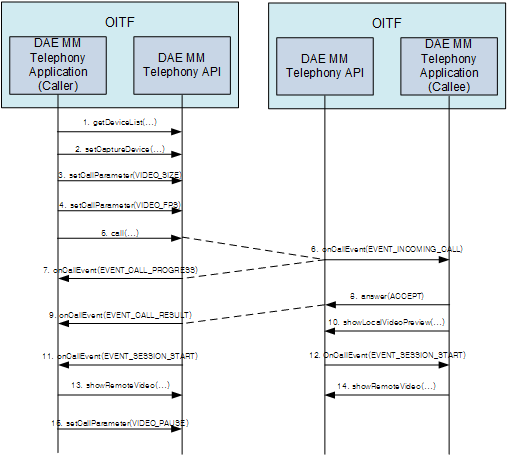 OITF
OITF
DAE MM
Telephony
Application
(Caller)
DAE MM
Telephony API
DAE MM
Telephony API
DAE MM
Telephony
Application
(Callee)
1. getDeviceList(...)
2. setCaptureDevice(...)
3. setCallParameter(VIDEO_SIZE)
4. setCallParameter(VIDEO_FPS)
5. call(...)
6. onCallEvent(EVENT_INCOMING_CALL)
7. onCallEvent(EVENT_CALL_PROGRESS)
8. answer(ACCEPT)
9. onCallEvent(EVENT_CALL_RESULT)
10. showLocalVideoPreview(...)
11. onCallEvent(EVENT_SESSION_START)
12. OnCallEvent(EVENT_SESSION_START)
13. showRemoteVideo(...)
14. showRemoteVideo(...)
15. setCallParameter(VIDEO_PAUSE)